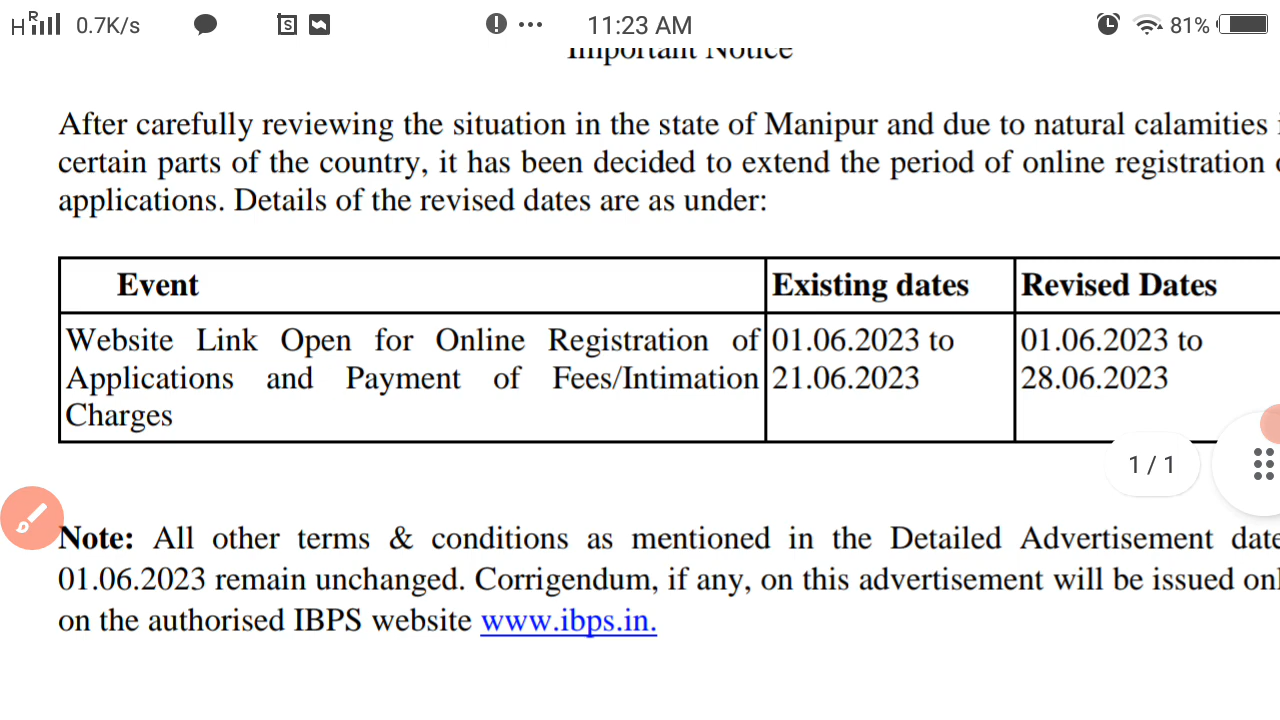 HR 0.7K/s 11:23 AM 81%
Important Notice
After carefully reviewing the situation in the state of Manipur and due to natural calamities
certain parts of the country, it has been decided to extend the period of online registration
applications. Details of the revised dates are as under:
Event Existing dates Revised Dates
Website Link Open for Online Registration of 01.06.2023 to 01.06.2023 to
Applications and Payment of Fees/Intimation 21.06.2023 28.06.2023
Charges
1 / 1
Note: All other terms & conditions as mentioned in the Detailed Advertisement date
01.06.2023 remain unchanged. Corrigendum, if any, on this advertisement will be issued onl
on the authorised IBPS website www.ibps.in.